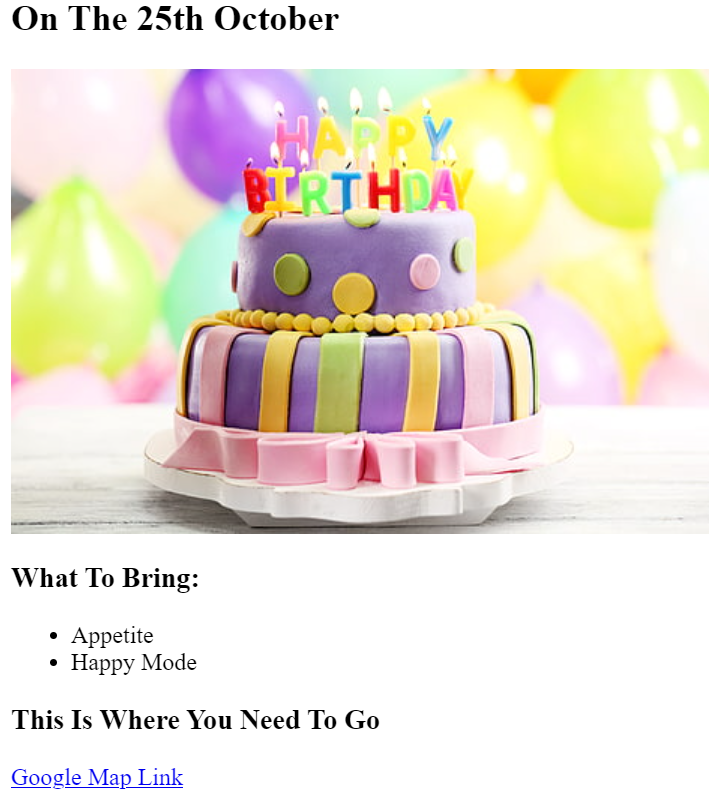 On The 25th October
HAPPY
BIRTHDAY
What To Bring:
Appetite
Happy Mode
This Is Where You Need To Go
Google Map Link